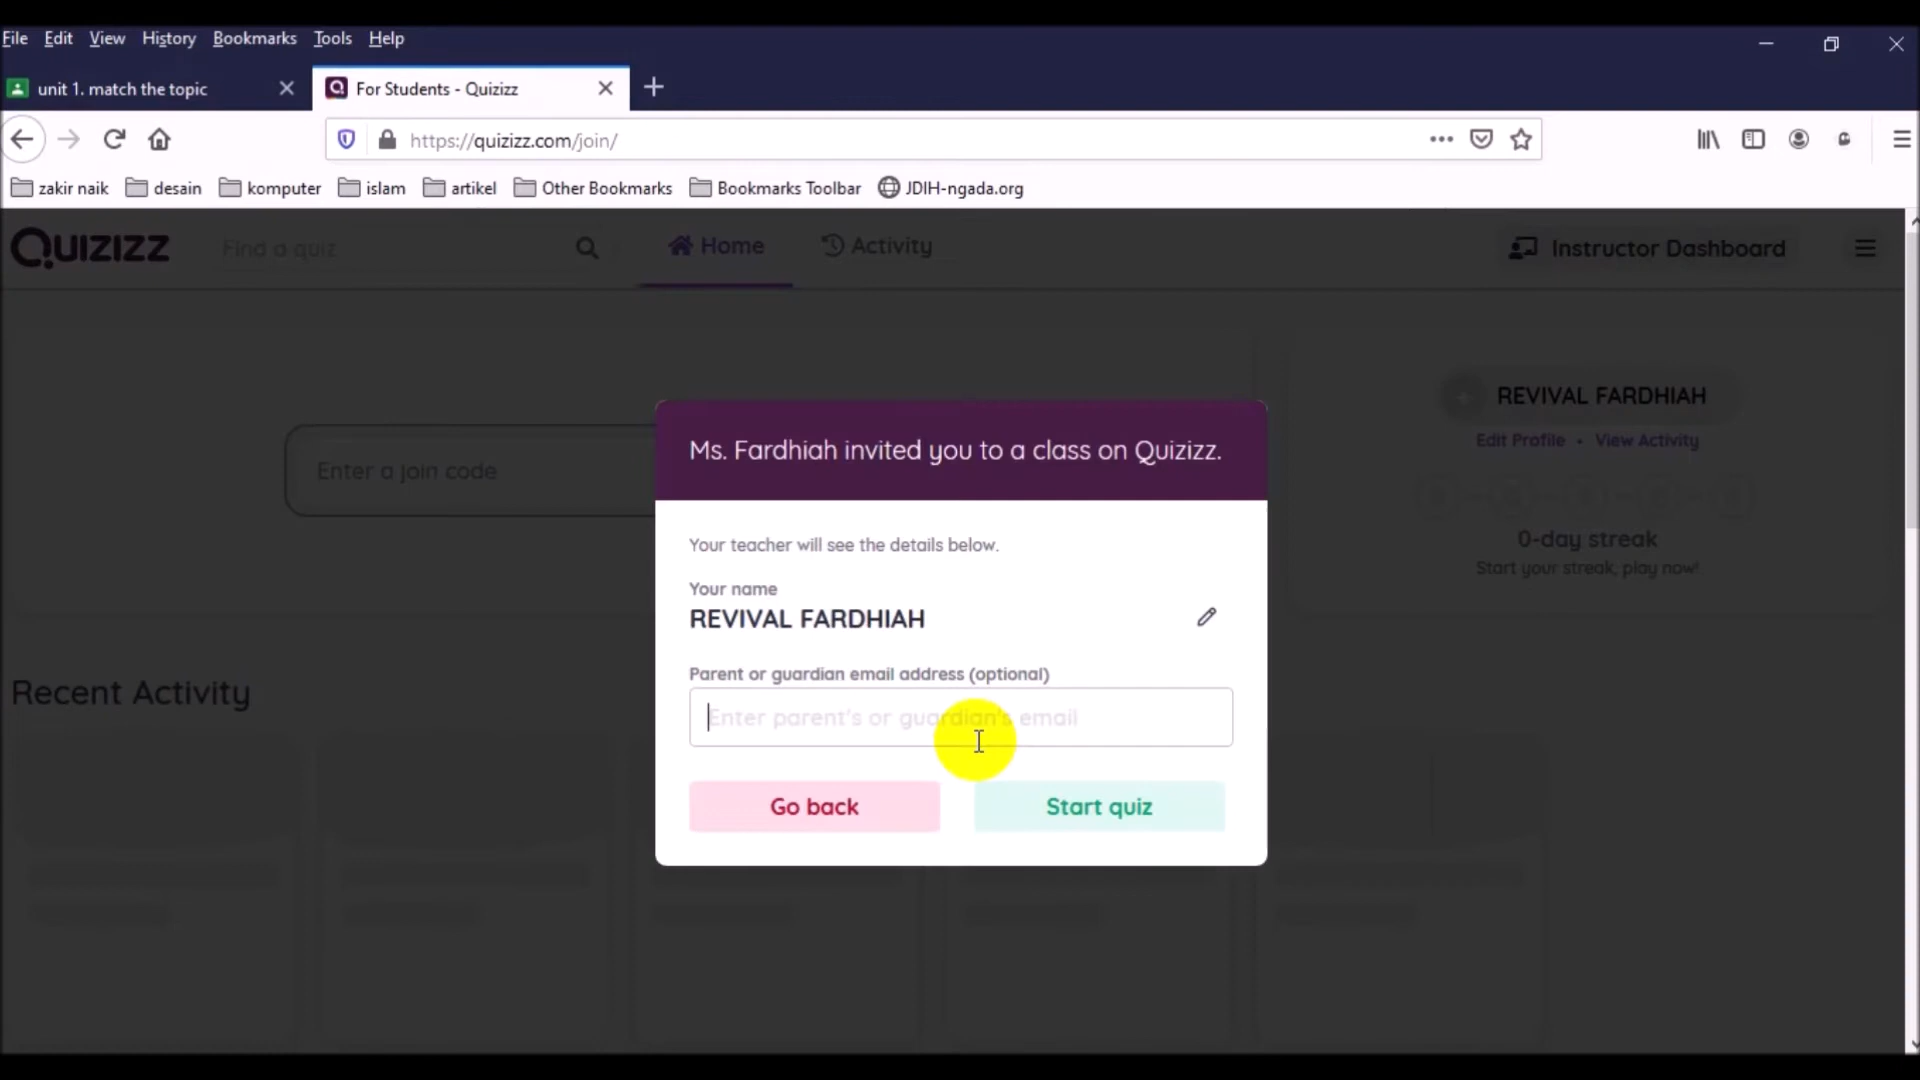 File Edit View History Bookmarks Tools Help
unit 1. match the topic
For Students - Quizizz
https://quizizz.com/join/
zakir naik desain komputer islam artikel Other Bookmarks Bookmarks Toolbar JDIH-ngada.org
QUIZIZZ Find a quiz Home Activity Instructor Dashboard
REVIVAL FARDHIAH
Edit Profile • View Activity
Enter a join code
0-day streak
Start your streak, play now!
Ms. Fardhiah invited you to a class on Quizizz.
Your teacher will see the details below.
Your name
REVIVAL FARDHIAH
Parent or guardian email address (optional)
Enter parent's or guardian's email
Go back Start quiz
Recent Activity